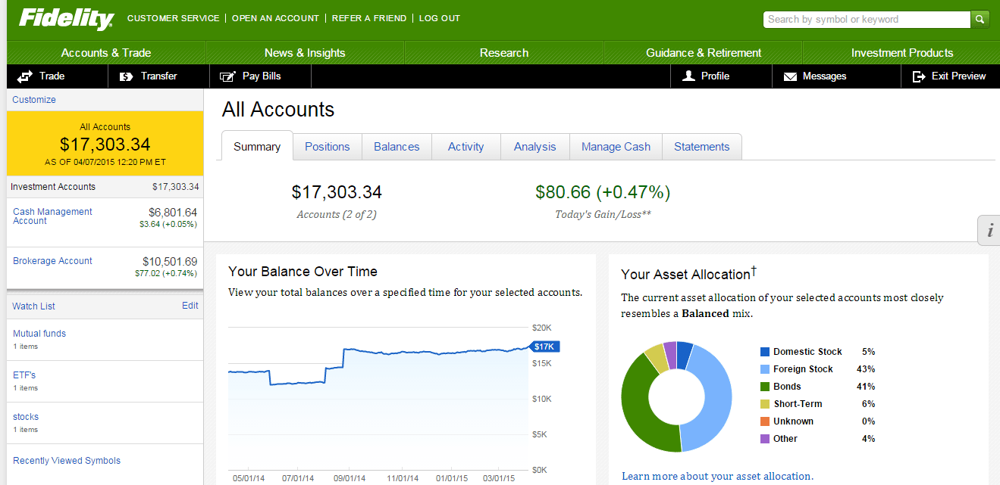 Fidelity
CUSTOMER SERVICE | OPEN AN ACCOUNT | REFER A FRIEND | LOG OUT
Search by symbol or keyword
Accounts & Trade
News & Insights
Research
Guidance & Retirement
Investment Products
Trade
Transfer
Pay Bills
Profile
Messages
Exit Preview
Customize
All Accounts
$17,303.34
AS OF 04/07/2015 12:20 PM ET
Investment Accounts $17,303.34
Cash Management
Account
$6,801.64
$3.64 (+0.05%)
Brokerage Account $10,501.69
$77.02 (+0.74%)
Watch List Edit
Mutual funds
1 items
ETF's
1 items
stocks
1 items
Recently Viewed Symbols
All Accounts
Summary
Positions
Balances
Activity
Analysis
Manage Cash
Statements
$17,303.34
Accounts (2 of 2)
$80.66 (+0.47%)
Today's Gain/Loss**
i
Your Balance Over Time
View your total balances over a specified time for your selected accounts.
$20K
$17K
$15K
$10K
$5K
$0K
05/01/14 07/01/14 09/01/14 11/01/14 01/01/15 03/01/15
Your Asset Allocation†
The current asset allocation of your selected accounts most closely
resembles a Balanced mix.
Domestic Stock 5%
Foreign Stock 43%
Bonds 41%
Short-Term 6%
Unknown 0%
Other 4%
Learn more about your asset allocation.